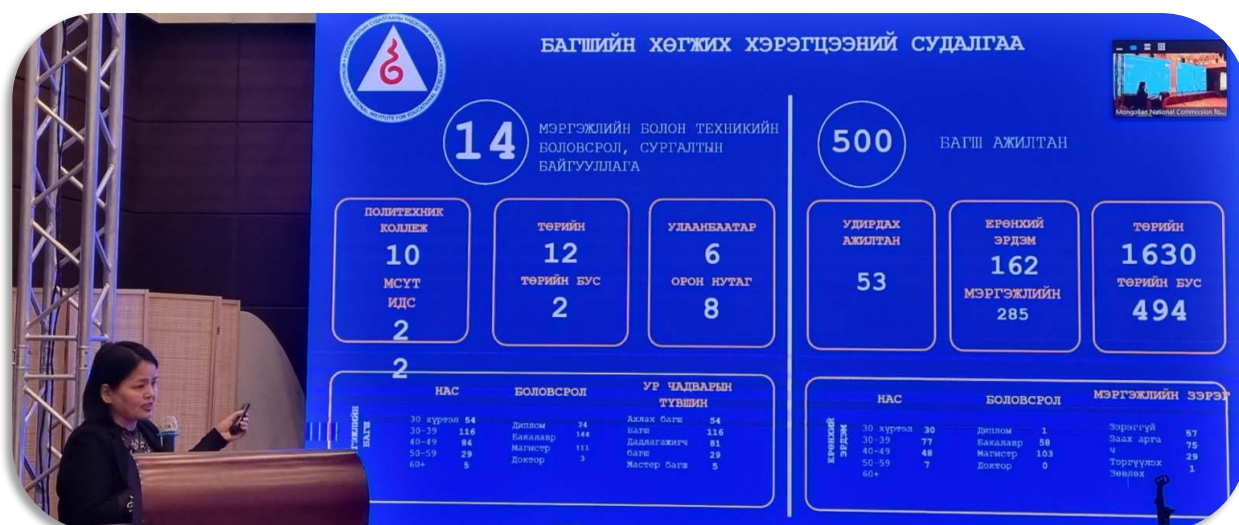 БАГШИЙН ХӨГЖИХ ХЭРЭГЦЭЭНИЙ СУДАЛГАА
Mongolian National Commission fo...
14
МЭРГЭЖЛИЙН БОЛОН ТЕХНИКИЙН
БОЛОВСРОЛ, СУРГАЛТЫН
БАЙГУУЛЛАГА
ПОЛИТЕХНИК
КОЛЛЕЖ
10
МСҮТ
ИДС
2
2
ТӨРИЙН
12
ТӨРИЙН БУС
2
УЛААНБААТАР
6
ОРОН НУТАГ
8
500
БАГШ АЖИЛТАН
УДИРДАХ
АЖИЛТАН
53
ЕРӨНХИЙ
ЭРДЭМ
162
МЭРГЭЖЛИЙН
285
ТӨРИЙН
1630
ТӨРИЙН БУС
494
ГЭЖЛИЙН
БАГШ
НАС
30 хүртэл 54
30-39 116
40-49 84
50-59 29
60+ 5
БОЛОВСРОЛ
Диплом 24
Бакалавр 144
Магистр 111
Доктор 3
УР ЧАДВАРЫН
ТҮВШИН
Ахлах багш 54
Багш 116
Дадлагажигч 81
багш 29
Мастер багш 5
ЕРӨНХИЙ
ЭРДЭМ
НАС
30 хүртэл 30
30-39 77
40-49 48
50-59 7
60+
БОЛОВСРОЛ
Диплом 1
Бакалавр 58
Магистр 103
Доктор 0
МЭРГЭЖЛИЙН ЗЭРЭГ
Зэрэггүй 57
Заах арга 75
ч 29
Тэргүүлэх 1
Зөвлөх